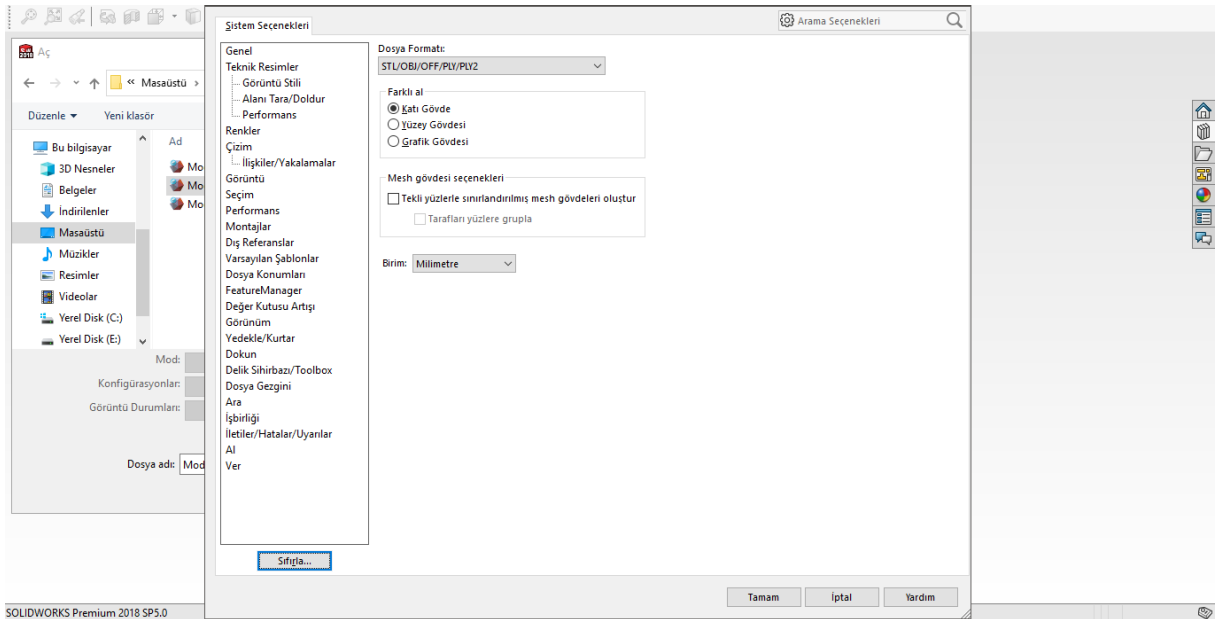 Sistem Seçenekleri
Arama Seçenekleri
Aç
« Masaüstü ›
Düzenle
Yeni klasör
Bu bilgisayar
3D Nesneler
Belgeler
İndirilenler
Masaüstü
Müzikler
Resimler
Videolar
Yerel Disk (C:)
Yerel Disk (E:)
Ad
Mo
Mo
Mo
Mod:
Konfigürasyonlar:
Görüntü Durumları:
Dosya adı: Mod
Genel
Teknik Resimler
Görüntü Stili
Alanı Tara/Doldur
Performans
Renkler
Çizim
İlişkiler/Yakalamalar
Görüntü
Seçim
Performans
Montajlar
Dış Referanslar
Varsayılan Şablonlar
Dosya Konumları
FeatureManager
Değer Kutusu Artışı
Görünüm
Yedekle/Kurtar
Dokun
Delik Sihirbazı/Toolbox
Dosya Gezgini
Ara
İşbirliği
İletiler/Hatalar/Uyarılar
Al
Ver
Sıfırla...
Dosya Formatı:
STL/OBJ/OFF/PLY/PLY2
Farklı al
Katı Gövde
Yüzey Gövdesi
Grafik Gövdesi
Mesh gövdesi seçenekleri
Tekli yüzlerle sınırlandırılmış mesh gövdeleri oluştur
Tarafları yüzlere grupla
Birim: Milimetre
Tamam
İptal
Yardım
SOLIDWORKS Premium 2018 SP5.0